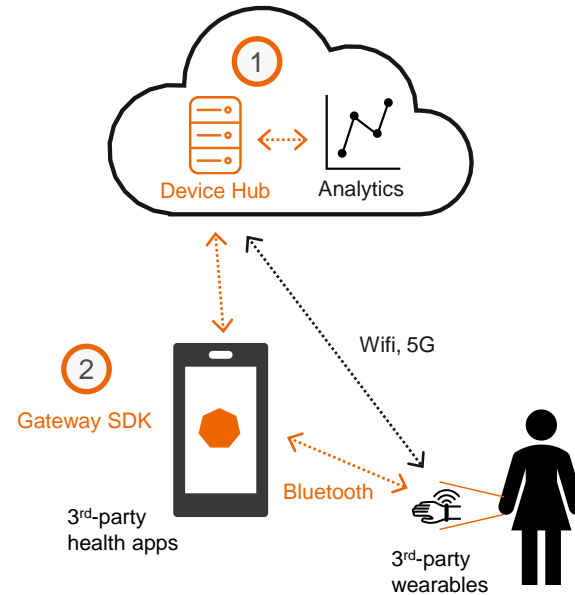 1
Device Hub
Analytics
Wifi, 5G
2
Gateway SDK
Bluetooth
3rd-party
health apps
3rd-party
wearables